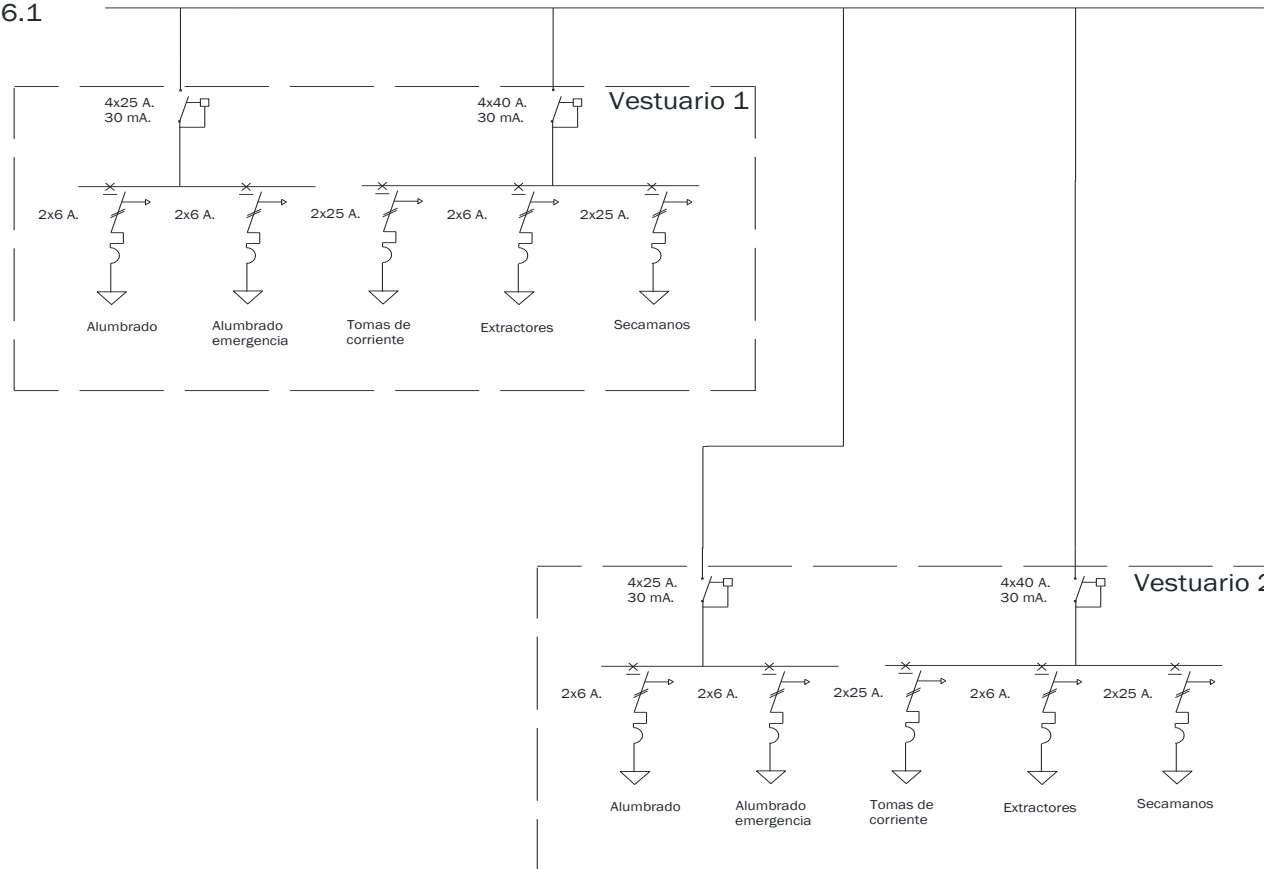 6.1
4x25 A.
30 mA.
4x40 A.
30 mA.
Vestuario 1
2x6 A.
2x6 A.
2x25 A.
2x6 A.
2x25 A.
Alumbrado
Alumbrado
emergencia
Tomas de
corriente
Extractores
Secamanos
4x25 A.
30 mA.
4x40 A.
30 mA.
Vestuario 2
2x6 A.
2x6 A.
2x25 A.
2x6 A.
2x25 A.
Alumbrado
Alumbrado
emergencia
Tomas de
corriente
Extractores
Secamanos